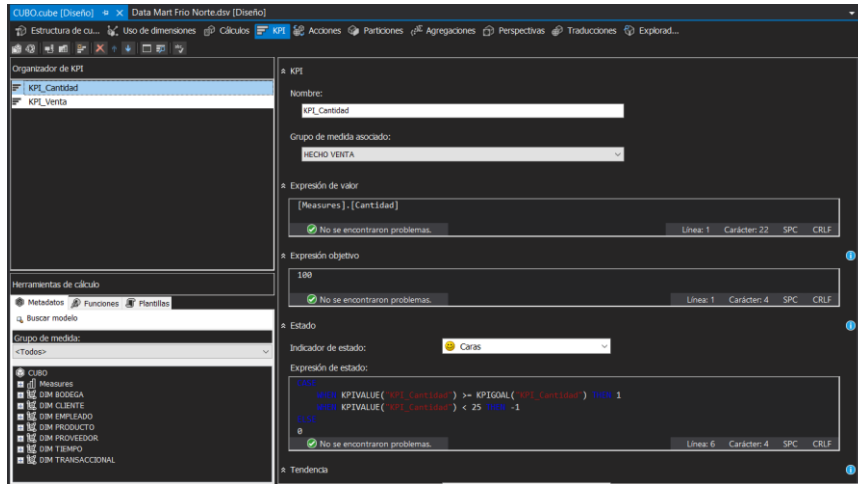 CUBO.cube [Diseño] Data Mart Frio Norte.dsv [Diseño]
Estructura de cu... Uso de dimensiones Cálculos KPI Acciones Particiones Agregaciones Perspectivas Traducciones Explorad...
Organizador de KPI
KPI_Cantidad
KPI_Venta
KPI
Nombre:
KPI_Cantidad
Grupo de medida asociado:
HECHO VENTA
Expresión de valor
[Measures].[Cantidad]
No se encontraron problemas. Línea: 1 Carácter: 22 SPC CRLF
Expresión objetivo
100
No se encontraron problemas. Línea: 1 Carácter: 4 SPC CRLF
Estado
Indicador de estado: Caras
Expresión de estado:
KPIVALUE("KPI_Cantidad") >= KPIGOAL("KPI_Cantidad") THEN 1
KPIVALUE("KPI_Cantidad") < 25 THEN -1
0
No se encontraron problemas. Línea: 6 Carácter: 4 SPC CRLF
Tendencia
Herramientas de cálculo
Metadatos Funciones Plantillas
Buscar modelo
Grupo de medida:
<Todos>
CUBO
Measures
DIM BODEGA
DIM CLIENTE
DIM EMPLEADO
DIM PRODUCTO
DIM PROVEEDOR
DIM TIEMPO
DIM TRANSACCIONAL